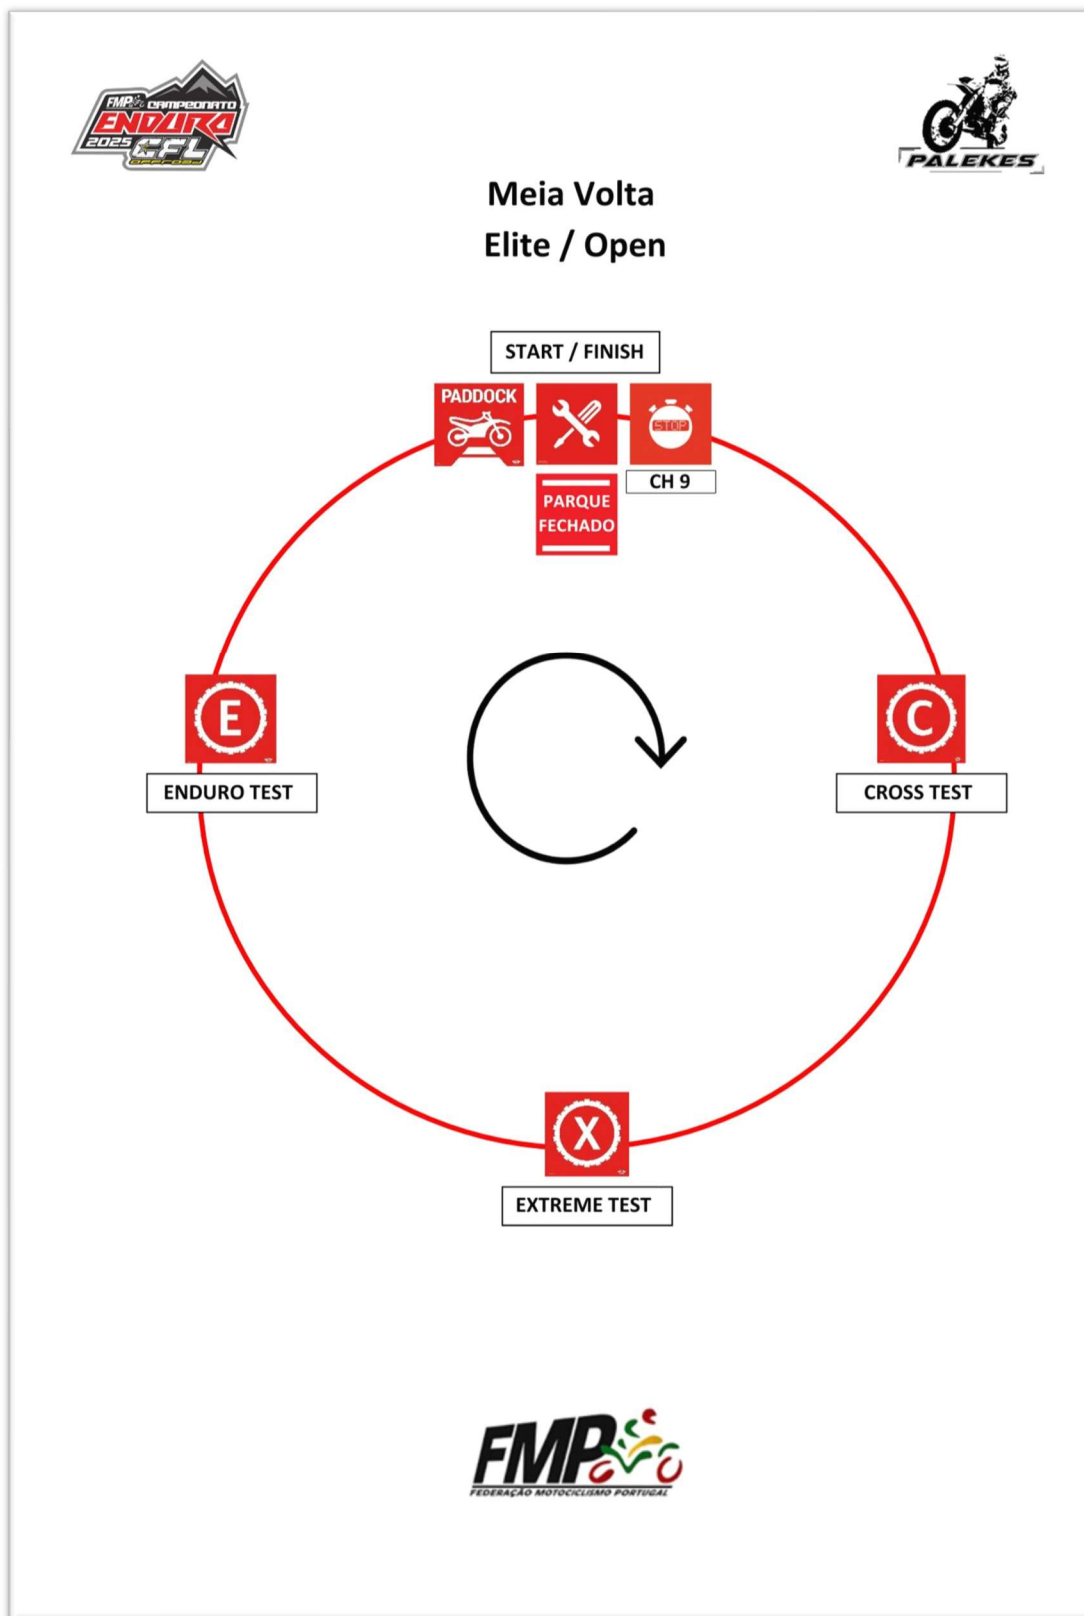 FMP CAMPEONATO
ENDURO
2025 CFL
OFFROAD
PALEKES
Meia Volta
Elite / Open
START / FINISH
PADDOCK
STOP
CH 9
PARQUE
FECHADO
E
C
ENDURO TEST
CROSS TEST
X
EXTREME TEST
FMP
FEDERAÇÃO MOTOCICLISMO PORTUGAL